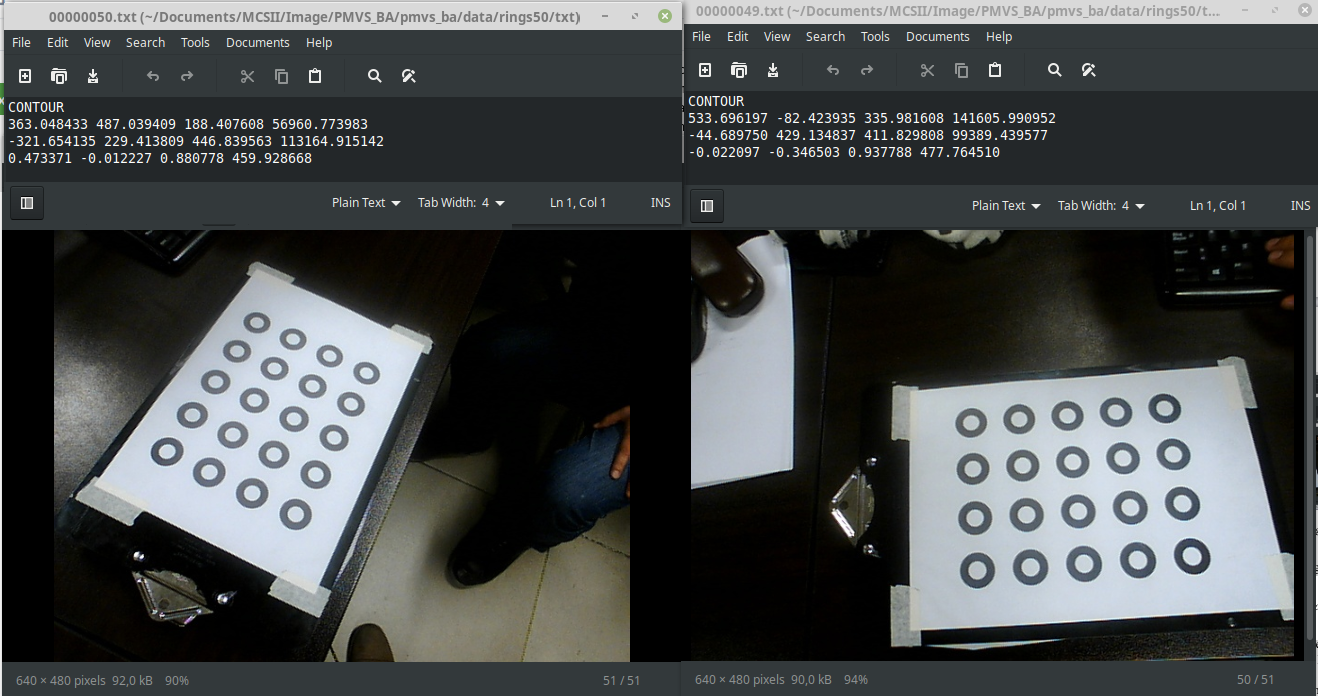 00000050.txt (~/Documents/MCSII/Image/PMVS_BA/pmvs_ba/data/rings50/txt)
File Edit View Search Tools Documents Help
CONTOUR
363.048433 487.039409 188.407608 56960.773983
-321.654135 229.413809 446.839563 113164.915142
0.473371 -0.012227 0.880778 459.928668
Plain Text Tab Width: 4 Ln 1, Col 1 INS
640 × 480 pixels 92,0 kB 90% 51 / 51
00000049.txt (~/Documents/MCSII/Image/PMVS_BA/pmvs_ba/data/rings50/t...
File Edit View Search Tools Documents Help
CONTOUR
533.696197 -82.423935 335.981608 141605.990952
-44.689750 429.134837 411.829808 99389.439577
-0.022097 -0.346503 0.937788 477.764510
Plain Text Tab Width: 4 Ln 1, Col 1 INS
640 × 480 pixels 90,0 kB 94% 50 / 51